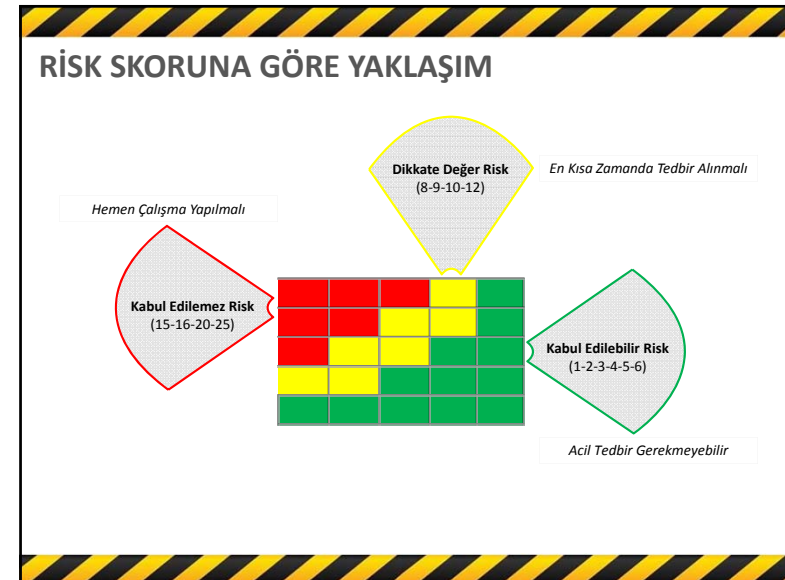 RİSK SKORUNA GÖRE YAKLAŞIM
Dikkate Değer Risk
(8-9-10-12)
En Kısa Zamanda Tedbir Alınmalı
Hemen Çalışma Yapılmalı
Kabul Edilemez Risk
(15-16-20-25)
Kabul Edilebilir Risk
(1-2-3-4-5-6)
Acil Tedbir Gerekmeyebilir